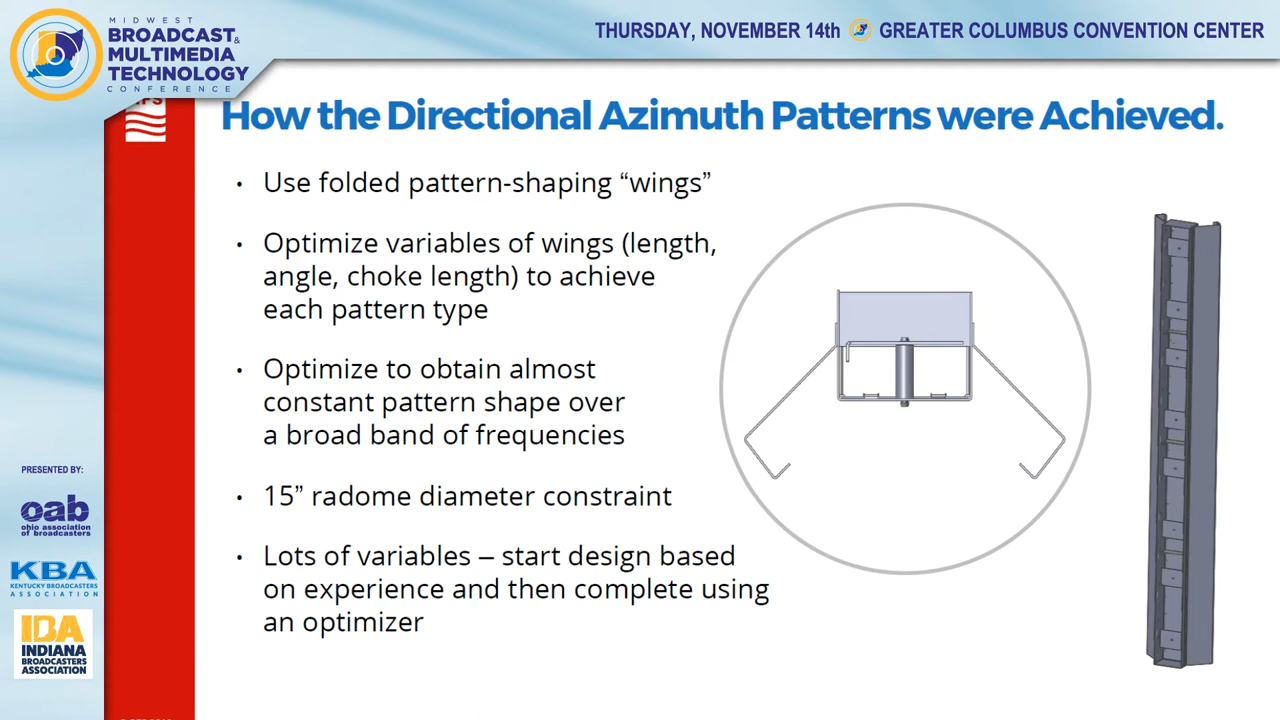 MIDWEST
BROADCAST &
MULTIMEDIA
TECHNOLOGY
CONFERENCE
THURSDAY, NOVEMBER 14th
GREATER COLUMBUS CONVENTION CENTER
How the Directional Azimuth Patterns were Achieved.
• Use folded pattern-shaping “wings”
• Optimize variables of wings (length,
angle, choke length) to achieve
each pattern type
• Optimize to obtain almost
constant pattern shape over
a broad band of frequencies
• 15” radome diameter constraint
• Lots of variables – start design based
on experience and then complete using
an optimizer
PRESENTED BY:
oab
ohio association
of broadcasters
KBA
KENTUCKY BROADCASTERS
ASSOCIATION
IBA
INDIANA
BROADCASTERS
ASSOCIATION